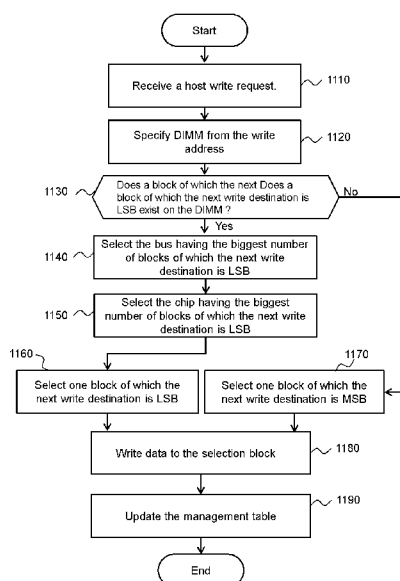 Start
Receive a host write request.
1110
Specify DIMM from the write
address
1120
1130
Does a block of which the next Does a
block of which the next write destination is
LSB exist on the DIMM ?
No
Yes
1140
Select the bus having the biggest number
of blocks of which the next write
destination is LSB
1150
Select the chip having the biggest
number of blocks of which the next write
destination is LSB
1160
1170
Select one block of which the
next write destination is LSB
Select one block of which the
next write destination is MSB
Write data to the selection block
1180
Update the management table
1190
End